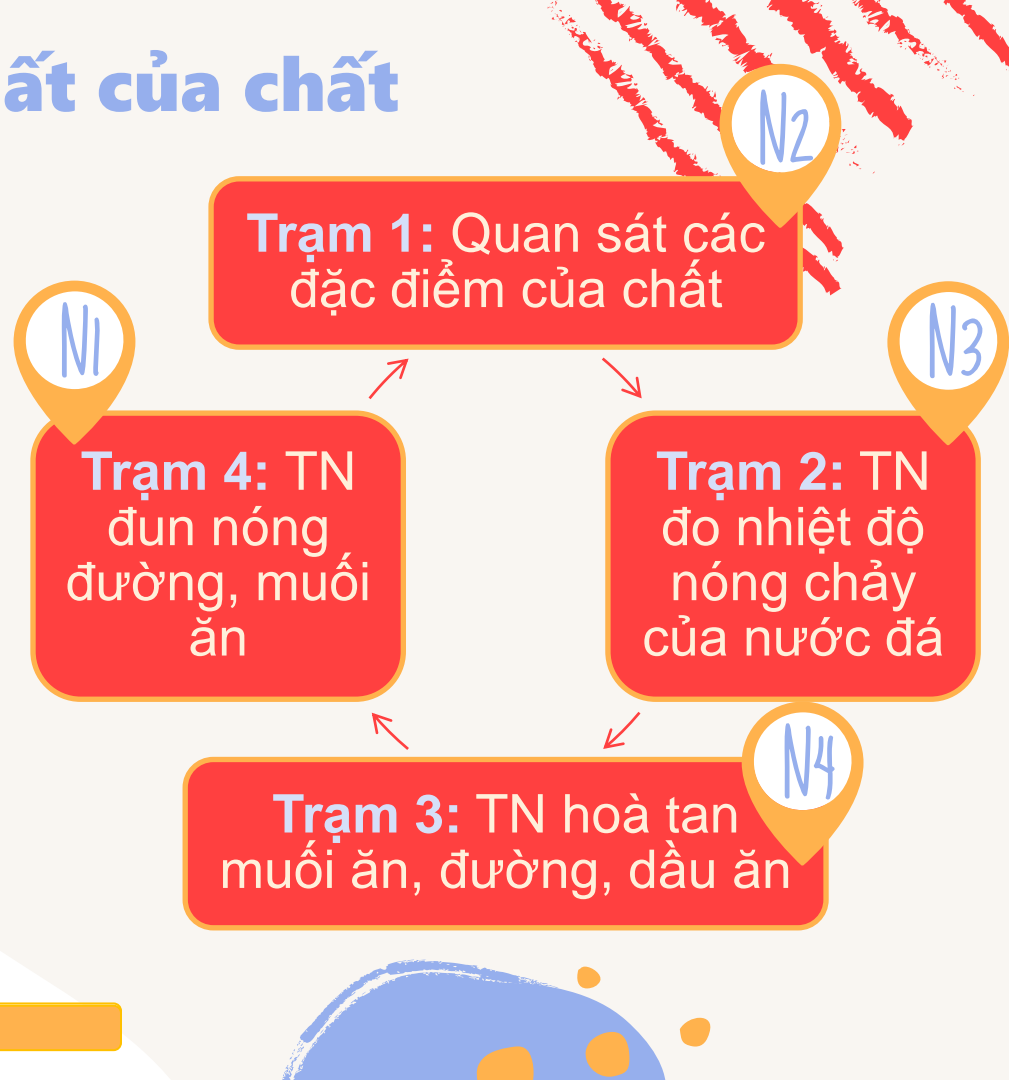 ất của chất
N2
Trạm 1: Quan sát các
đặc điểm của chất
N1
N3
Trạm 4: TN
đun nóng
đường, muối
ăn
Trạm 2: TN
đo nhiệt độ
nóng chảy
của nước đá
N4
Trạm 3: TN hoà tan
muối ăn, đường, dầu ăn